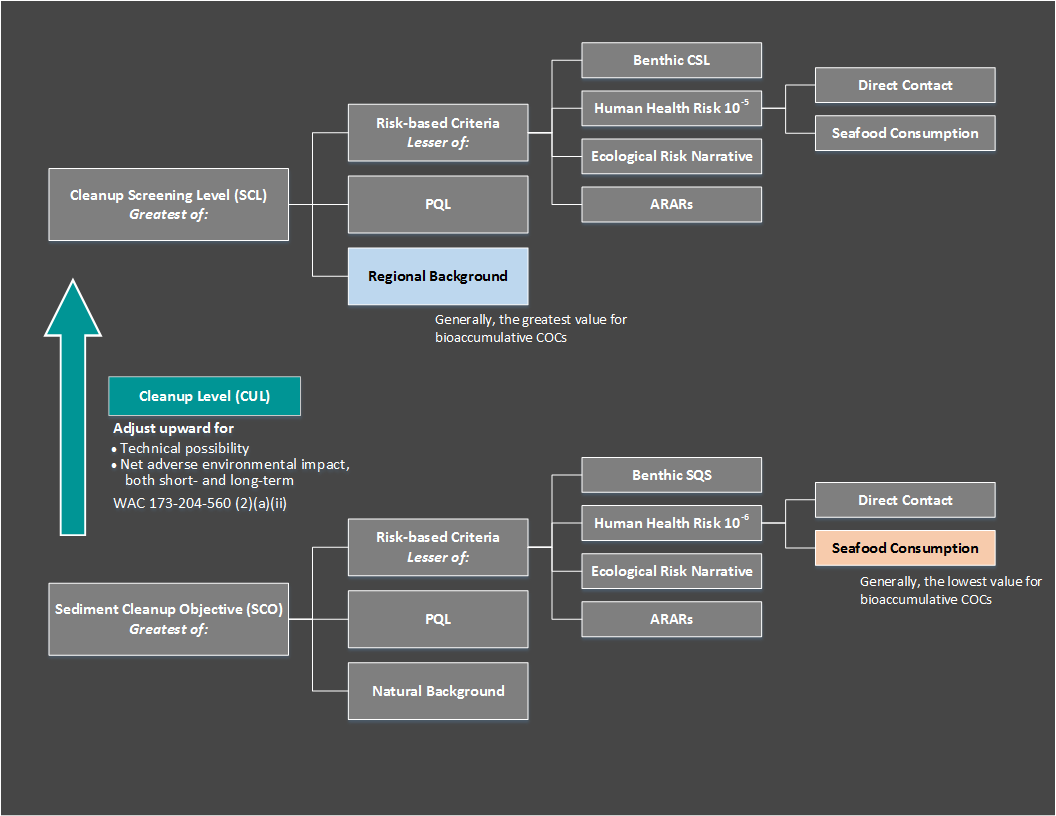 Benthic CSL
Human Health Risk 10⁻⁵
Ecological Risk Narrative
ARARs
Direct Contact
Seafood Consumption
Risk-based Criteria
Lesser of:
PQL
Regional Background
Generally, the greatest value for
bioaccumulative COCs
Cleanup Screening Level (SCL)
Greatest of:
Cleanup Level (CUL)
Adjust upward for
• Technical possibility
• Net adverse environmental impact,
both short- and long-term
WAC 173-204-560 (2)(a)(ii)
Benthic SQS
Human Health Risk 10⁻⁶
Ecological Risk Narrative
ARARs
Direct Contact
Seafood Consumption
Generally, the lowest value for
bioaccumulative COCs
Risk-based Criteria
Lesser of:
PQL
Natural Background
Sediment Cleanup Objective (SCO)
Greatest of: